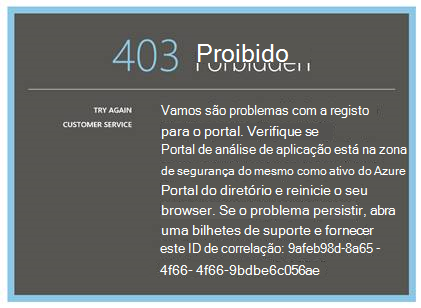 403 Proibido
Forbidden
TRY AGAIN
CUSTOMER SERVICE
Vamos são problemas com a registo
para o portal. Verifique se
Portal de análise de aplicação está na zona
de segurança do mesmo como ativo do Azure
Portal do diretório e reinicie o seu
browser. Se o problema persistir, abra
uma bilhetes de suporte e fornecer
este ID de correlação: 9afeb98d-8a65 -
4f66- 4f66-9bdbe6c056ae